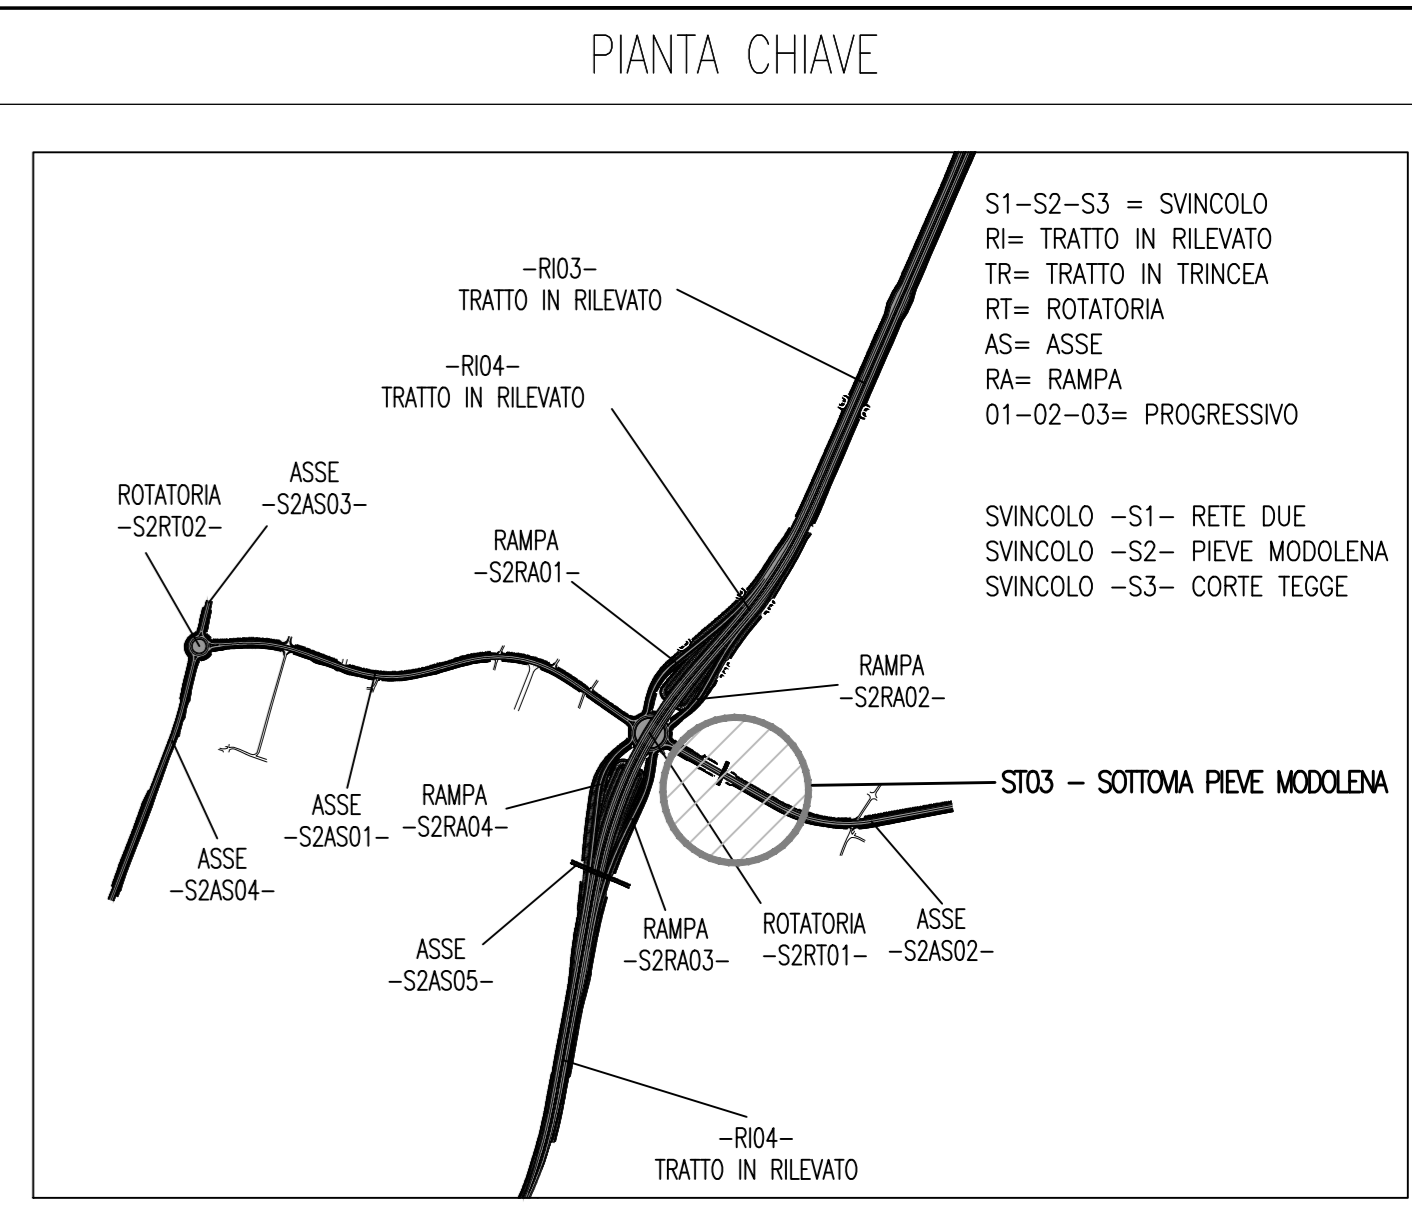 PIANTA CHIAVE
S1-S2-S3 = SVINCOLO
RI= TRATTO IN RILEVATO
TR= TRATTO IN TRINCEA
RT= ROTATORIA
AS= ASSE
RA= RAMPA
01-02-03= PROGRESSIVO
SVINCOLO -S1- RETE DUE
SVINCOLO -S2- PIEVE MODOLENA
SVINCOLO -S3- CORTE TEGGE
-RI03-
TRATTO IN RILEVATO
-RI04-
TRATTO IN RILEVATO
ASSE
-S2AS03-
ROTATORIA
-S2RT02-
RAMPA
-S2RA01-
RAMPA
-S2RA02-
ST03 - SOTTOVIA PIEVE MODOLENA
RAMPA
-S2RA04-
ASSE
-S2AS01-
ASSE
-S2AS04-
ASSE
-S2AS05-
RAMPA
-S2RA03-
ROTATORIA
-S2RT01-
ASSE
-S2AS02-
-RI04-
TRATTO IN RILEVATO